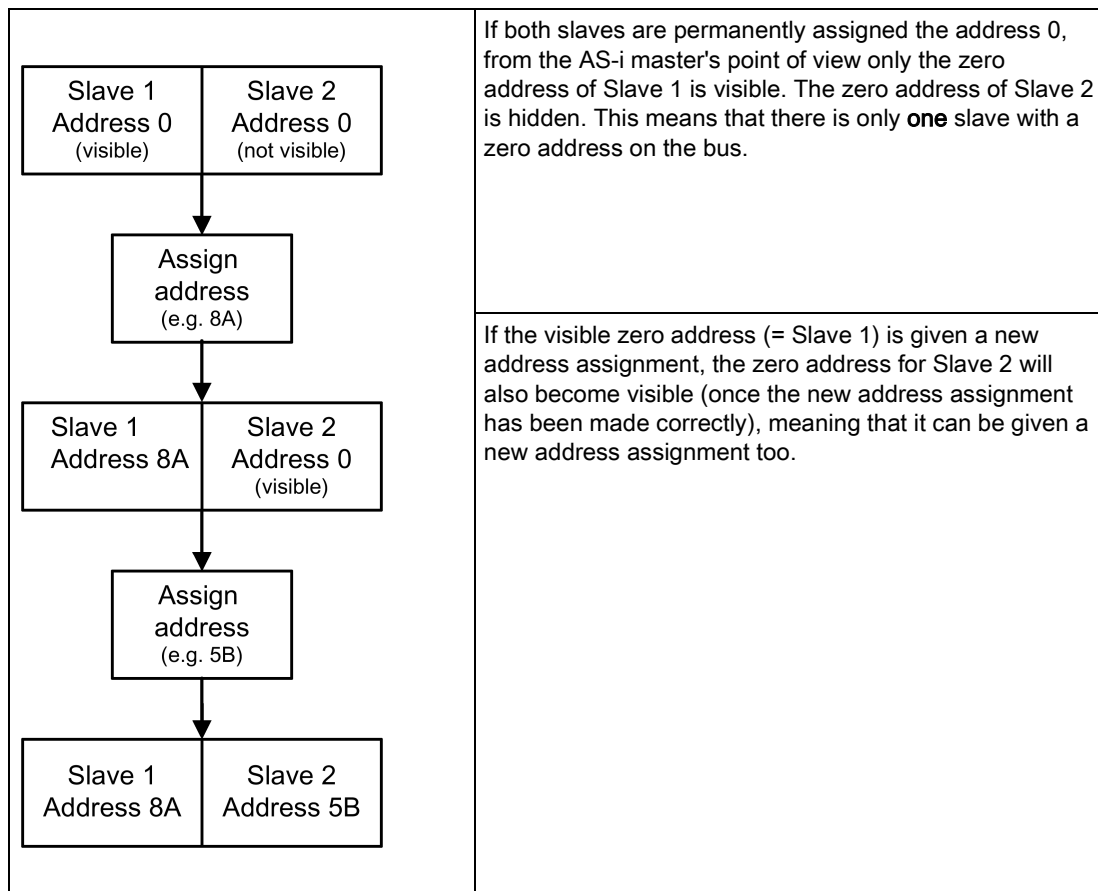 Slave 1
Address 0
(visible)
Slave 2
Address 0
(not visible)
Assign
address
(e.g. 8A)
Slave 1
Address 8A
Slave 2
Address 0
(visible)
Assign
address
(e.g. 5B)
Slave 1
Address 8A
Slave 2
Address 5B
If both slaves are permanently assigned the address 0,
from the AS-i master's point of view only the zero
address of Slave 1 is visible. The zero address of Slave 2
is hidden. This means that there is only one slave with a
zero address on the bus.
If the visible zero address (= Slave 1) is given a new
address assignment, the zero address for Slave 2 will
also become visible (once the new address assignment
has been made correctly), meaning that it can be given a
new address assignment too.